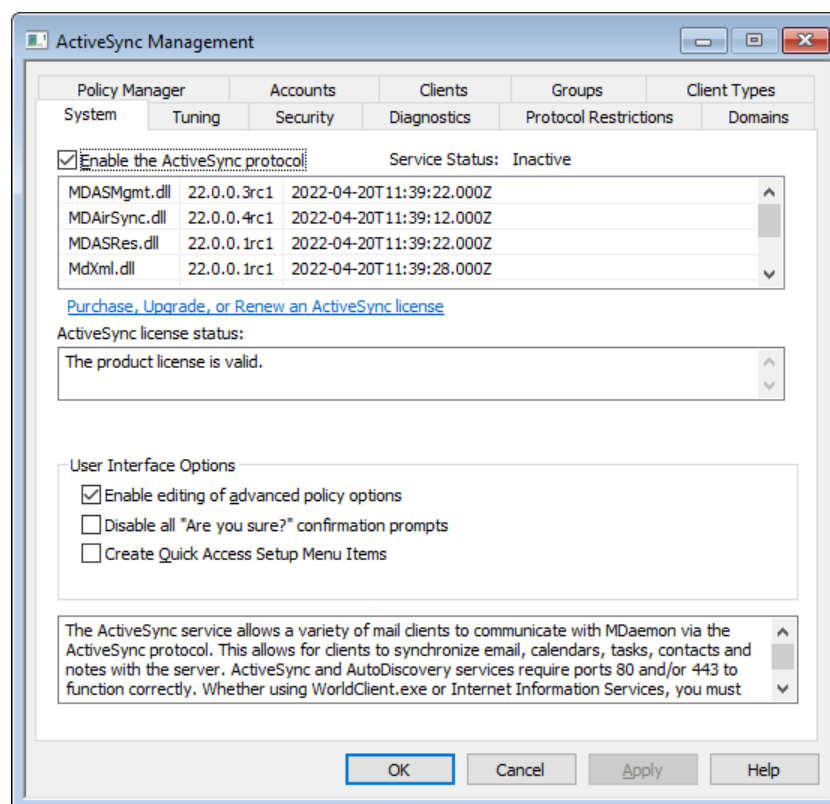 ActiveSync Management
Policy Manager Accounts Clients Groups Client Types
System Tuning Security Diagnostics Protocol Restrictions Domains
Enable the ActiveSync protocol Service Status: Inactive
MDASMgmt.dll 22.0.0.3rc1 2022-04-20T11:39:22.000Z
MDAirSync.dll 22.0.0.4rc1 2022-04-20T11:39:12.000Z
MDASRes.dll 22.0.0.1rc1 2022-04-20T11:39:22.000Z
MdXml.dll 22.0.0.1rc1 2022-04-20T11:39:28.000Z
Purchase, Upgrade, or Renew an ActiveSync license
ActiveSync license status:
The product license is valid.
User Interface Options
Enable editing of advanced policy options
Disable all "Are you sure?" confirmation prompts
Create Quick Access Setup Menu Items
The ActiveSync service allows a variety of mail clients to communicate with MDaemon via the
ActiveSync protocol. This allows for clients to synchronize email, calendars, tasks, contacts and
notes with the server. ActiveSync and AutoDiscovery services require ports 80 and/or 443 to
function correctly. Whether using WorldClient.exe or Internet Information Services, you must
OK Cancel Apply Help